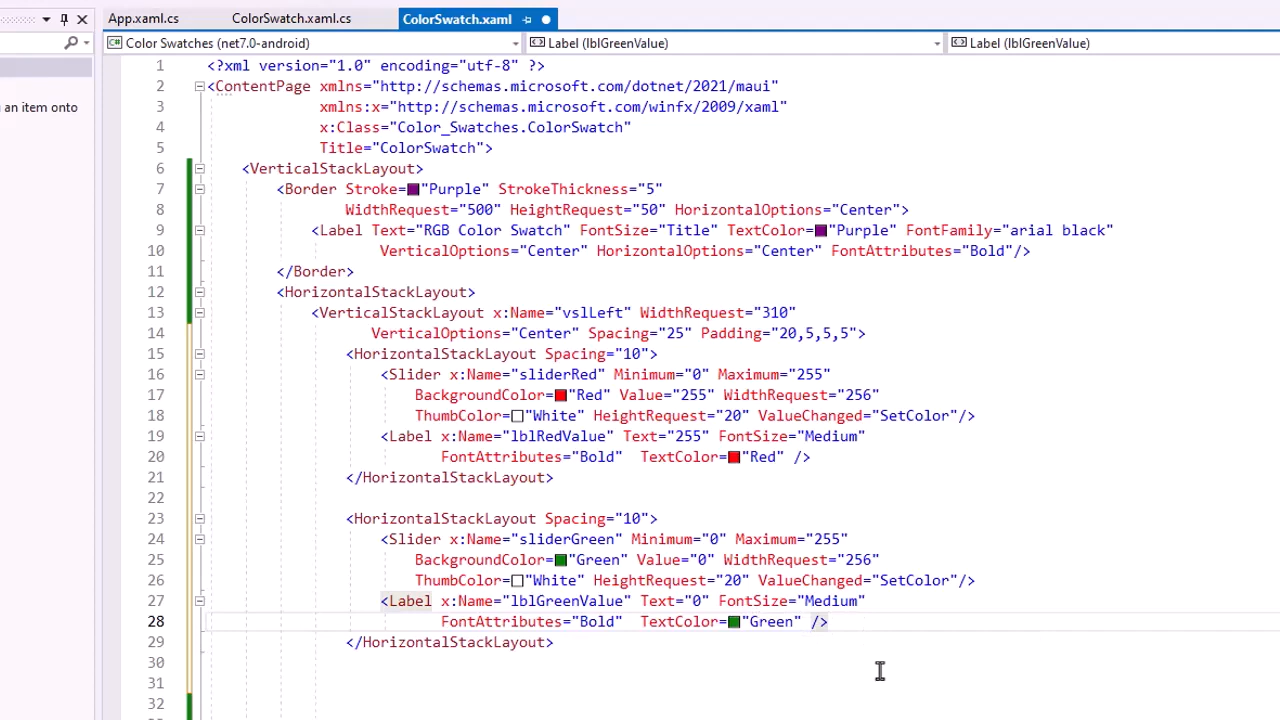 App.xaml.cs
ColorSwatch.xaml.cs
ColorSwatch.xaml
Color Swatches (net7.0-android)
Label (lblGreenValue)
Label (lblGreenValue)
an item onto
1 <?xml version="1.0" encoding="utf-8" ?>
2 <ContentPage xmlns="http://schemas.microsoft.com/dotnet/2021/maui"
3 xmlns:x="http://schemas.microsoft.com/winfx/2009/xaml"
4 x:Class="Color_Swatches.ColorSwatch"
5 Title="ColorSwatch">
6 <VerticalStackLayout>
7 <Border Stroke="Purple" StrokeThickness="5"
8 WidthRequest="500" HeightRequest="50" HorizontalOptions="Center">
9 <Label Text="RGB Color Swatch" FontSize="Title" TextColor="Purple" FontFamily="arial black"
10 VerticalOptions="Center" HorizontalOptions="Center" FontAttributes="Bold"/>
11 </Border>
12 <HorizontalStackLayout>
13 <VerticalStackLayout x:Name="vslLeft" WidthRequest="310"
14 VerticalOptions="Center" Spacing="25" Padding="20,5,5,5">
15 <HorizontalStackLayout Spacing="10">
16 <Slider x:Name="sliderRed" Minimum="0" Maximum="255"
17 BackgroundColor="Red" Value="255" WidthRequest="256"
18 ThumbColor="White" HeightRequest="20" ValueChanged="SetColor"/>
19 <Label x:Name="lblRedValue" Text="255" FontSize="Medium"
20 FontAttributes="Bold"  TextColor="Red" />
21 </HorizontalStackLayout>
22
23 <HorizontalStackLayout Spacing="10">
24 <Slider x:Name="sliderGreen" Minimum="0" Maximum="255"
25 BackgroundColor="Green" Value="0" WidthRequest="256"
26 ThumbColor="White" HeightRequest="20" ValueChanged="SetColor"/>
27 <Label x:Name="lblGreenValue" Text="0" FontSize="Medium"
28 FontAttributes="Bold"  TextColor="Green" />
29 </HorizontalStackLayout>
30
31
32